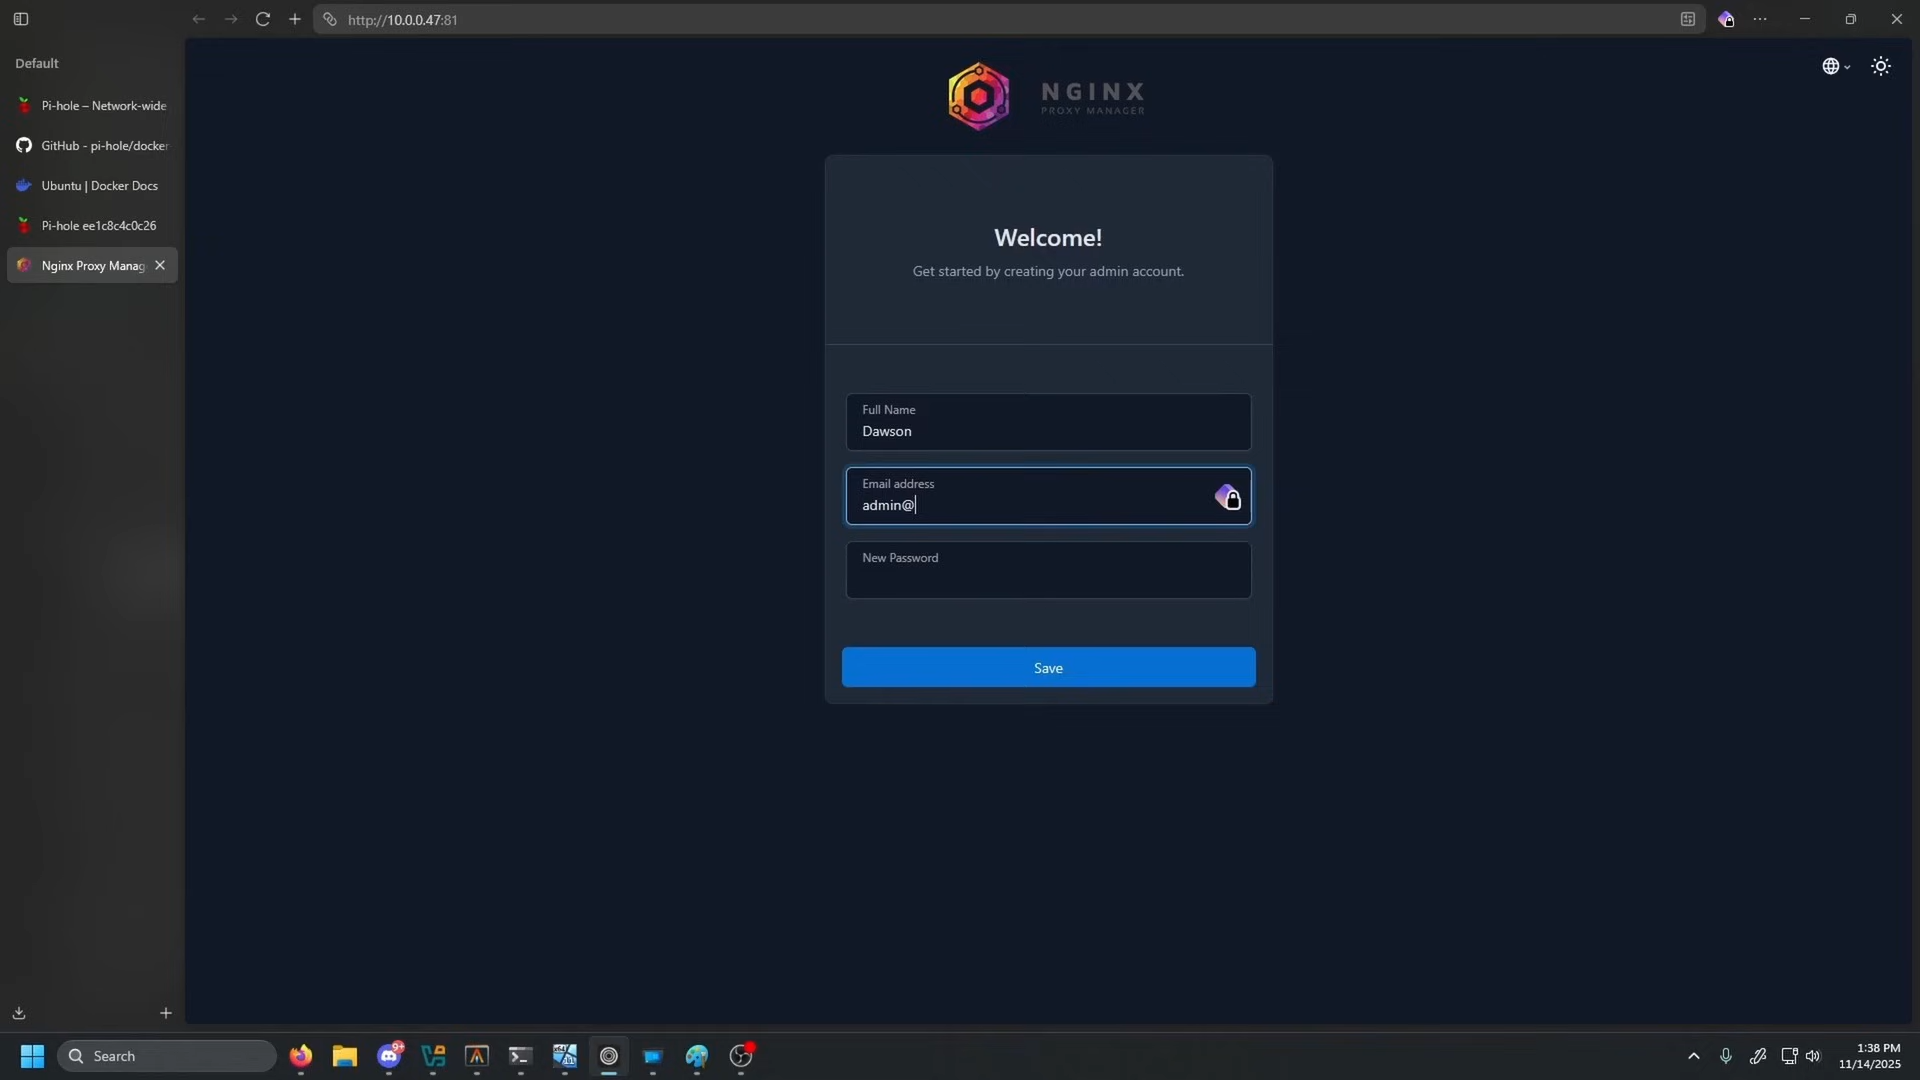 http://10.0.0.47:81
Default
Pi-hole – Network-wide
GitHub - pi-hole/docker-
Ubuntu | Docker Docs
Pi-hole ee1c8c4c0c26
Nginx Proxy Manag
NGINX
PROXY MANAGER
Welcome!
Get started by creating your admin account.
Full Name
Dawson
Email address
admin@
New Password
Save
Search
9+
1:38 PM
11/14/2025